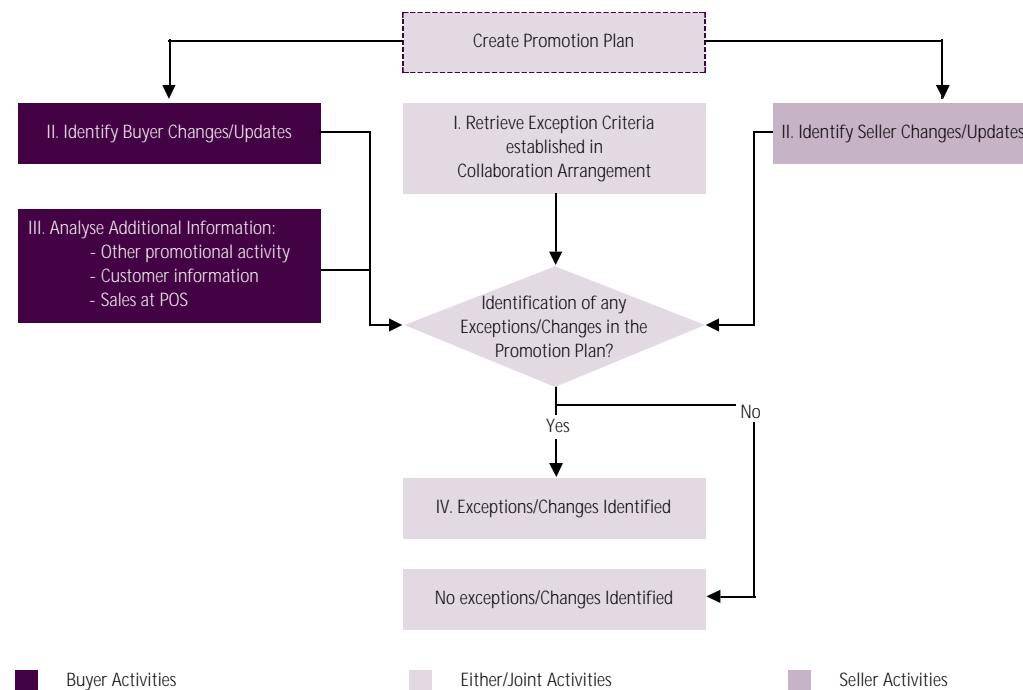 Create Promotion Plan
II. Identify Buyer Changes/Updates
I. Retrieve Exception Criteria
established in
Collaboration Arrangement
II. Identify Seller Changes/Updates
III. Analyse Additional Information:
- Other promotional activity
- Customer information
- Sales at POS
Identification of any
Exceptions/Changes in the
Promotion Plan?
No
Yes
IV. Exceptions/Changes Identified
No exceptions/Changes Identified
Buyer Activities
Either/Joint Activities
Seller Activities